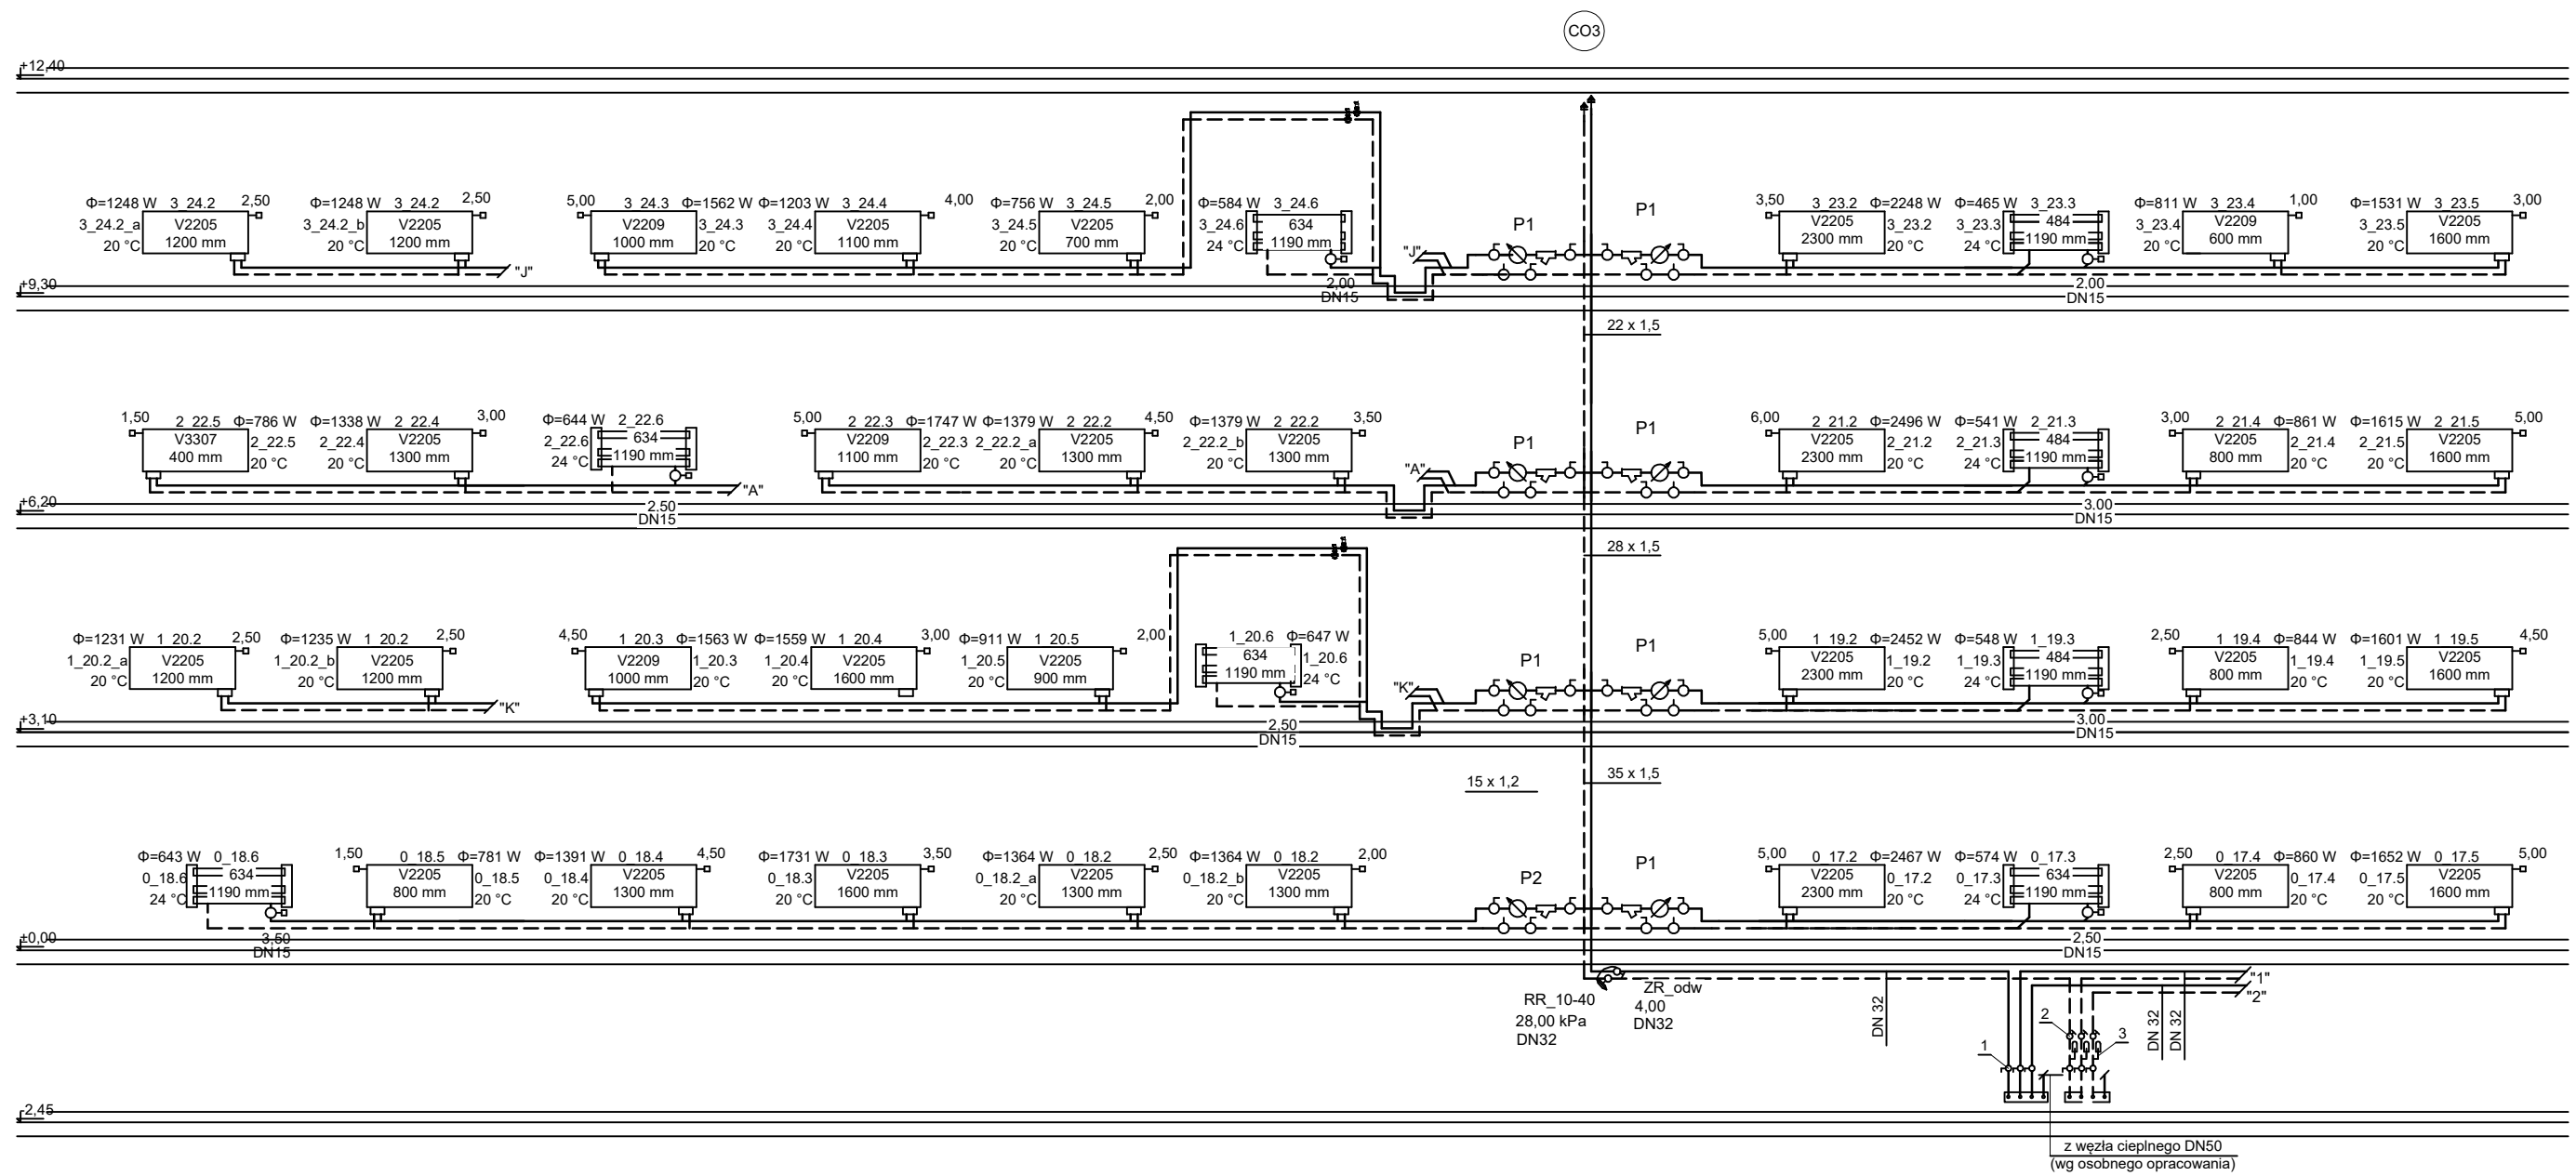 CO3
+12,40
Φ=1248 W 3_24.2 2,50
3_24.2_a V2205
20 °C 1200 mm
Φ=1248 W 3_24.2 2,50
3_24.2_b V2205
20 °C 1200 mm
"J"
5,00 3_24.3 Φ=1562 W
V2209 3_24.3
1000 mm 20 °C
Φ=1203 W 3_24.4 4,00
3_24.4 V2205
20 °C 1100 mm
Φ=756 W 3_24.5 2,00
3_24.5 V2205
20 °C 700 mm
Φ=584 W 3_24.6
3_24.6 634
24 °C 1190 mm
2,00
DN15
"J"
P1
P1
3,50 3_23.2 Φ=2248 W
V2205 3_23.2
2300 mm 20 °C
Φ=465 W 3_23.3
3_23.3 484
24 °C 1190 mm
2,00
DN15
Φ=811 W 3_23.4 1,00
3_23.4 V2209
20 °C 600 mm
Φ=1531 W 3_23.5 3,00
3_23.5 V2205
20 °C 1600 mm
+9,30
22 x 1,5
1,50 2_22.5 Φ=786 W
V3307 2_22.5
400 mm 20 °C
Φ=1338 W 2_22.4 3,00
2_22.4 V2205
20 °C 1300 mm
Φ=644 W 2_22.6
2_22.6 634
24 °C 1190 mm
"A"
2,50
DN15
5,00 2_22.3 Φ=1747 W
V2209 2_22.3
1100 mm 20 °C
Φ=1379 W 2_22.2 4,50
2_22.2_a V2205
20 °C 1300 mm
Φ=1379 W 2_22.2 3,50
2_22.2_b V2205
20 °C 1300 mm
"A"
P1
P1
6,00 2_21.2 Φ=2496 W
V2205 2_21.2
2300 mm 20 °C
Φ=541 W 2_21.3
2_21.3 484
24 °C 1190 mm
3,00
DN15
3,00 2_21.4 Φ=861 W
V2205 2_21.4
800 mm 20 °C
Φ=1615 W 2_21.5 5,00
2_21.5 V2205
20 °C 1600 mm
+6,20
28 x 1,5
Φ=1231 W 1_20.2 2,50
1_20.2_a V2205
20 °C 1200 mm
Φ=1235 W 1_20.2 2,50
1_20.2_b V2205
20 °C 1200 mm
"K"
4,50 1_20.3 Φ=1563 W
V2209 1_20.3
1000 mm 20 °C
Φ=1559 W 1_20.4 3,00
1_20.4 V2205
20 °C 1600 mm
Φ=911 W 1_20.5 2,00
1_20.5 V2205
20 °C 900 mm
1_20.6 Φ=647 W
634 1_20.6
1190 mm 24 °C
2,50
DN15
"K"
P1
P1
5,00 1_19.2 Φ=2452 W
V2205 1_19.2
2300 mm 20 °C
Φ=548 W 1_19.3
1_19.3 484
24 °C 1190 mm
3,00
DN15
2,50 1_19.4 Φ=844 W
V2205 1_19.4
800 mm 20 °C
Φ=1601 W 1_19.5 4,50
1_19.5 V2205
20 °C 1600 mm
+3,10
15 x 1,2
35 x 1,5
Φ=643 W 0_18.6
0_18.6 634
24 °C 1190 mm
3,50
DN15
1,50 0_18.5 Φ=781 W
V2205 0_18.5
800 mm 20 °C
Φ=1391 W 0_18.4 4,50
0_18.4 V2205
20 °C 1300 mm
Φ=1731 W 0_18.3 3,50
0_18.3 V2205
20 °C 1600 mm
Φ=1364 W 0_18.2 2,50
0_18.2_a V2205
20 °C 1300 mm
Φ=1364 W 0_18.2 2,00
0_18.2_b V2205
20 °C 1300 mm
P2
P1
5,00 0_17.2 Φ=2467 W
V2205 0_17.2
2300 mm 20 °C
Φ=574 W 0_17.3
0_17.3 634
24 °C 1190 mm
2,50
DN15
2,50 0_17.4 Φ=860 W
V2205 0_17.4
800 mm 20 °C
Φ=1652 W 0_17.5 5,00
0_17.5 V2205
20 °C 1600 mm
±0,00
RR_10-40
28,00 kPa
DN32
ZR_odw
4,00
DN32
DN 32
"1"
"2"
DN 32
DN 32
1
2
3
-2,45
z węzła cieplnego DN50
(wg osobnego opracowania)